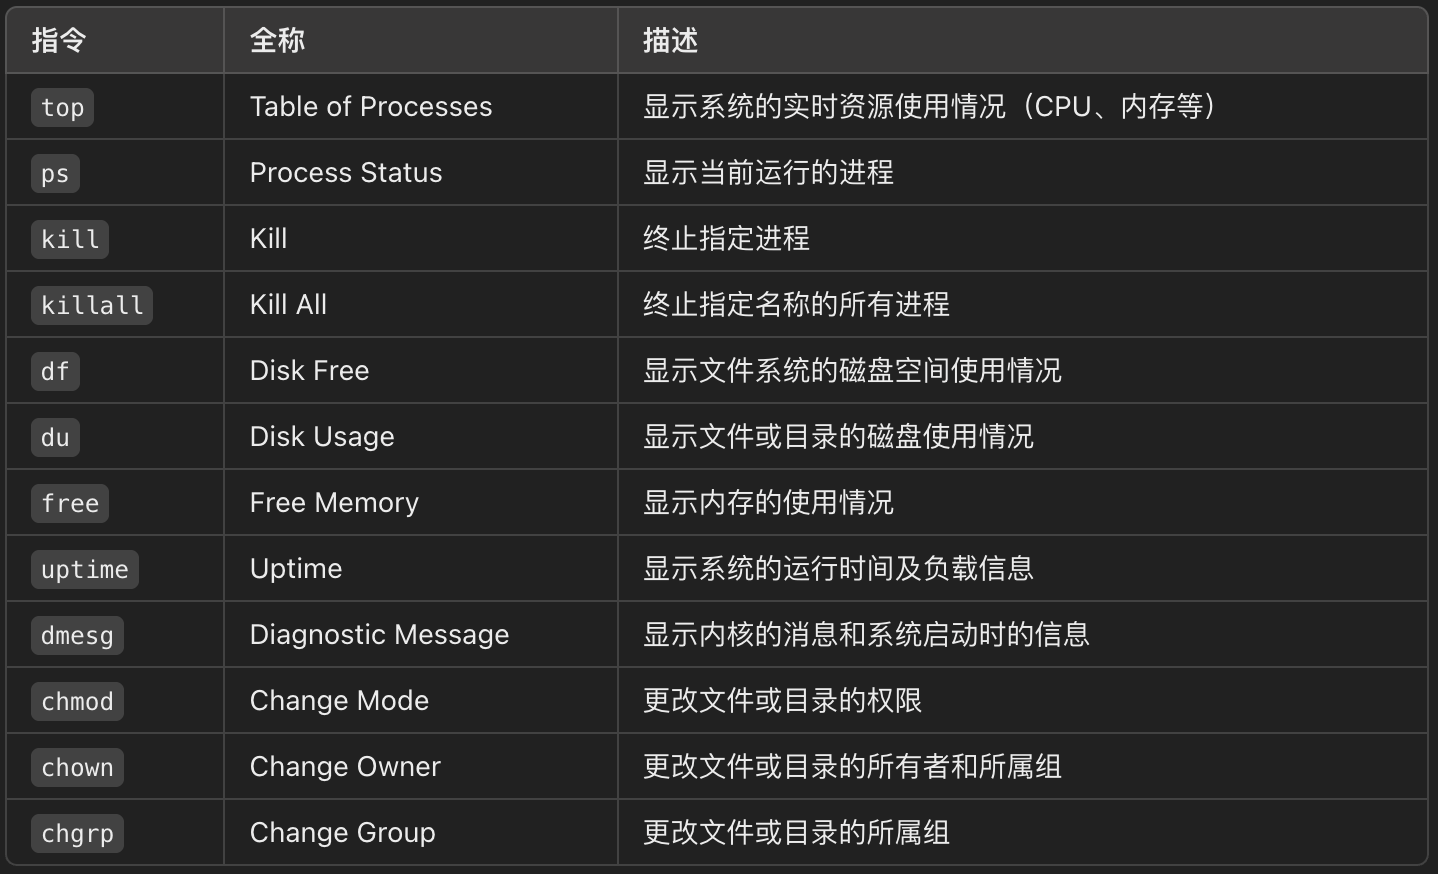 指令 全称 描述
top Table of Processes 显示系统的实时资源使用情况（CPU、内存等）
ps Process Status 显示当前运行的进程
kill Kill 终止指定进程
killall Kill All 终止指定名称的所有进程
df Disk Free 显示文件系统的磁盘空间使用情况
du Disk Usage 显示文件或目录的磁盘使用情况
free Free Memory 显示内存的使用情况
uptime Uptime 显示系统的运行时间及负载信息
dmesg Diagnostic Message 显示内核的消息和系统启动时的信息
chmod Change Mode 更改文件或目录的权限
chown Change Owner 更改文件或目录的所有者和所属组
chgrp Change Group 更改文件或目录的所属组